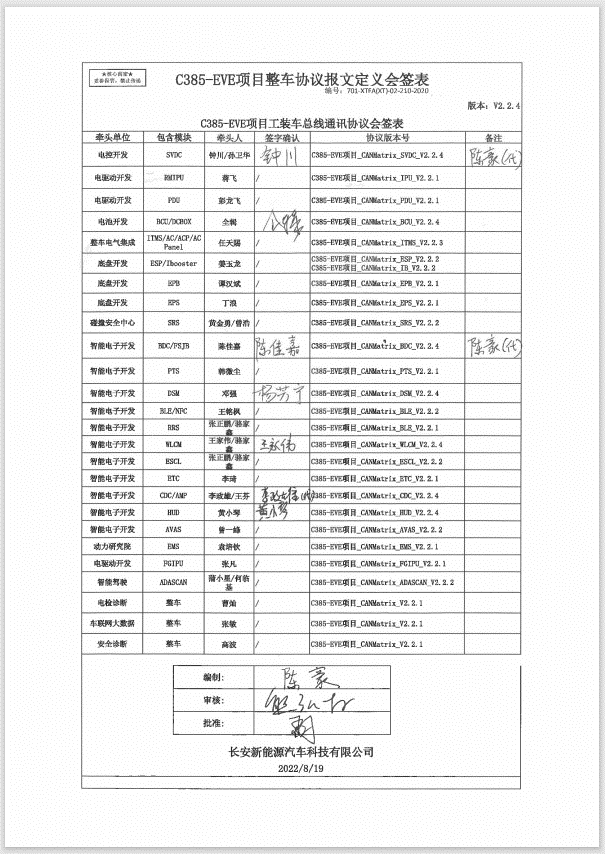 ★核心商密★
妥善保管，禁止传递
C385-EVE项目整车协议报文定义会签表
编号: 701-XTFA(XT)-02-210-2020
版本: V2.2.4
C385-EVE项目工装车总线通讯协议会签表
牵头单位 包含模块 牵头人 签字确认 协议版本号 备注
电控开发 SVDC 钟川/孙卫华 钟川 C385-EVE项目_CANMatrix_SVDC_V2.2.4 陈豪(代)
电驱动开发 RMIPU 蒋飞 / C385-EVE项目_CANMatrix_IPU_V2.2.1
电驱动开发 PDU 彭龙飞 / C385-EVE项目_CANMatrix_PDU_V2.2.1
电池开发 BCU/DCHOX 全辑 C385-EVE项目_CANMatrix_BCU_V2.2.4
整车电气集成 ITMS/AC/ACP/AC Panel 任天赐 / C385-EVE项目_CANMatrix_ITMS_V2.2.3
底盘开发 ESP/Ibooster 姜玉龙 / C385-EVE项目_CANMatrix_ESP_V2.2.2
C385-EVE项目_CANMatrix_IB_V2.2.2
底盘开发 EPB 谭汉斌 / C385-EVE项目_CANMatrix_EPB_V2.2.1
底盘开发 EPS 丁浪 / C385-EVE项目_CANMatrix_EPS_V2.2.1
碰撞安全中心 SRS 黄金勇/曾浩 / C385-EVE项目_CANMatrix_SRS_V2.2.2
智能电子开发 BDC/PSJB 陈佳嘉 陈佳嘉 C385-EVE项目_CANMatrix_BDC_V2.2.4 陈豪(代)
智能电子开发 PTS 韩微尘 / C385-EVE项目_CANMatrix_PTS_V2.2.1
智能电子开发 DSM 邓强 C385-EVE项目_CANMatrix_DSM_V2.2.4
智能电子开发 BLE/NFC 王铭枫 / C385-EVE项目_CANMatrix_BLE_V2.2.2
智能电子开发 RRS 张正鹏/骆家鑫 / C385-EVE项目_CANMatrix_BLE_V2.2.1
智能电子开发 WLCM 王家伟/骆家鑫 C385-EVE项目_CANMatrix_WLCM_V2.2.4
智能电子开发 ESCL 张正鹏/骆家鑫 / C385-EVE项目_CANMatrix_ESCL_V2.2.2
智能电子开发 ETC 李琦 / C385-EVE项目_CANMatrix_ETC_V2.2.1
智能电子开发 CDC/AMP 李政雄/王芬 C385-EVE项目_CANMatrix_CDC_V2.2.4
智能电子开发 HUD 黄小琴 黄小琴 C385-EVE项目_CANMatrix_HUD_V2.2.4
智能电子开发 AVAS 曾一峰 / C385-EVE项目_CANMatrix_AVAS_V2.2.2
动力研究院 EMS 袁培钦 / C385-EVE项目_CANMatrix_EMS_V2.2.1
电驱动开发 FGIPU 张凡 / C385-EVE项目_CANMatrix_FGIPU_V2.2.1
智能驾驶 ADASCAN 蒲小星/何临基 / C385-EVE项目_CANMatrix_ADASCAN_V2.2.2
电检诊断 整车 曹灿 / C385-EVE项目_CANMatrix_V2.2.1
车联网大数据 整车 张敏 / C385-EVE项目_CANMatrix_V2.2.1
安全诊断 整车 高波 / C385-EVE项目_CANMatrix_V2.2.1
编制: 陈豪
审核:
批准:
长安新能源汽车科技有限公司
2022/8/19